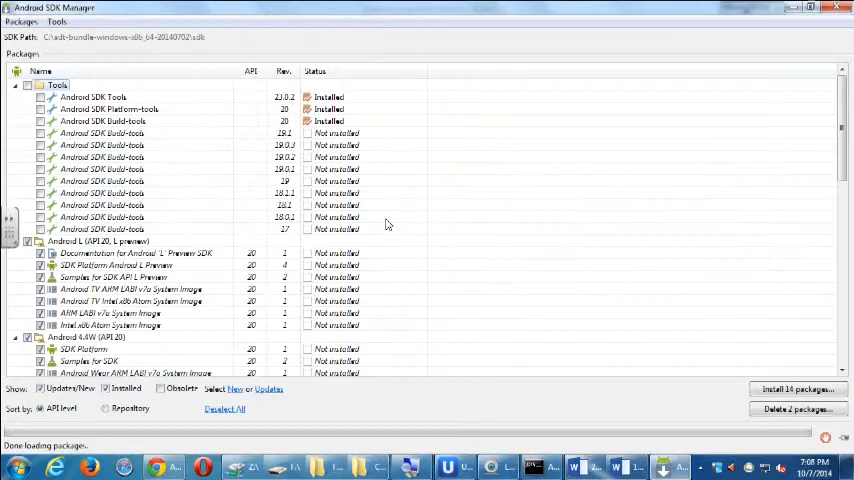 Android SDK Manager
Packages Tools
SDK Path: C:\adt-bundle-windows-x86_64-20140702\sdk
Packages
Name API Rev. Status
Tools
Android SDK Tools 23.0.2 Installed
Android SDK Platform-tools 20 Installed
Android SDK Build-tools 20 Installed
Android SDK Build-tools 19.1 Not installed
Android SDK Build-tools 19.0.3 Not installed
Android SDK Build-tools 19.0.2 Not installed
Android SDK Build-tools 19.0.1 Not installed
Android SDK Build-tools 19 Not installed
Android SDK Build-tools 18.1.1 Not installed
Android SDK Build-tools 18.1 Not installed
Android SDK Build-tools 18.0.1 Not installed
Android SDK Build-tools 17 Not installed
Android L (API 20, L preview)
Documentation for Android 'L' Preview SDK 20 1 Not installed
SDK Platform Android L Preview 20 4 Not installed
Samples for SDK API L Preview 20 2 Not installed
Android TV ARM EABI v7a System Image 20 1 Not installed
Android TV Intel x86 Atom System Image 20 1 Not installed
ARM EABI v7a System Image 20 1 Not installed
Intel x86 Atom System Image 20 1 Not installed
Android 4.4W (API 20)
SDK Platform 20 1 Not installed
Samples for SDK 20 2 Not installed
Android Wear ARM EABI v7a System Image 20 1 Not installed
Show: Updates/New Installed Obsolete Select New or Updates Install 14 packages...
Sort by: API level Repository Deselect All Delete 2 packages...
Done loading packages.
A... Z:\ I:\ F... C... U... L... A... 2... 1... A... 7:08 PM
10/7/2014